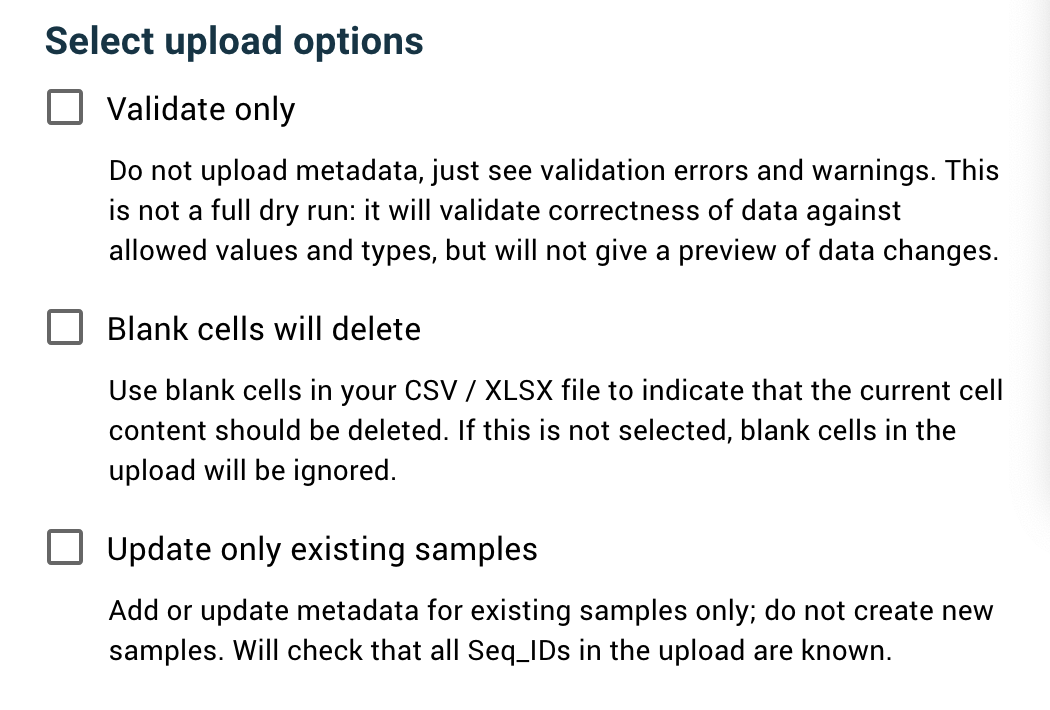 Select upload options
Validate only
Do not upload metadata, just see validation errors and warnings. This
is not a full dry run: it will validate correctness of data against
allowed values and types, but will not give a preview of data changes.
Blank cells will delete
Use blank cells in your CSV / XLSX file to indicate that the current cell
content should be deleted. If this is not selected, blank cells in the
upload will be ignored.
Update only existing samples
Add or update metadata for existing samples only; do not create new
samples. Will check that all Seq_IDs in the upload are known.